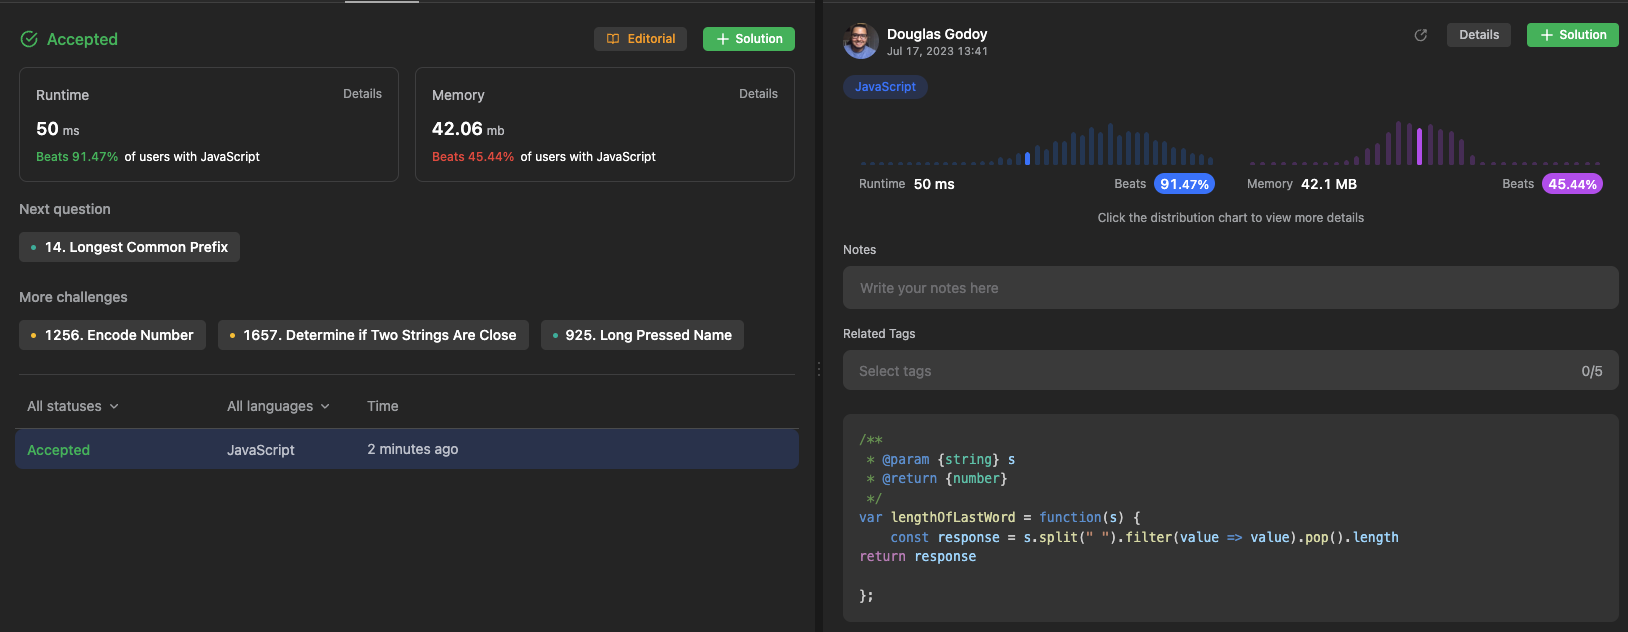 Accepted
Editorial
+ Solution
Runtime
Details
50 ms
Beats 91.47% of users with JavaScript
Memory
Details
42.06 mb
Beats 45.44% of users with JavaScript
Next question
14. Longest Common Prefix
More challenges
1256. Encode Number
1657. Determine if Two Strings Are Close
925. Long Pressed Name
All statuses
All languages
Time
Accepted
JavaScript
2 minutes ago
Douglas Godoy
Jul 17, 2023 13:41
Details
+ Solution
JavaScript
Runtime 50 ms
Beats 91.47%
Memory 42.1 MB
Beats 45.44%
Click the distribution chart to view more details
Notes
Write your notes here
Related Tags
Select tags
0/5
/**
 * @param {string} s
 * @return {number}
 */
var lengthOfLastWord = function(s) {
    const response = s.split(" ").filter(value => value).pop().length
return response
};